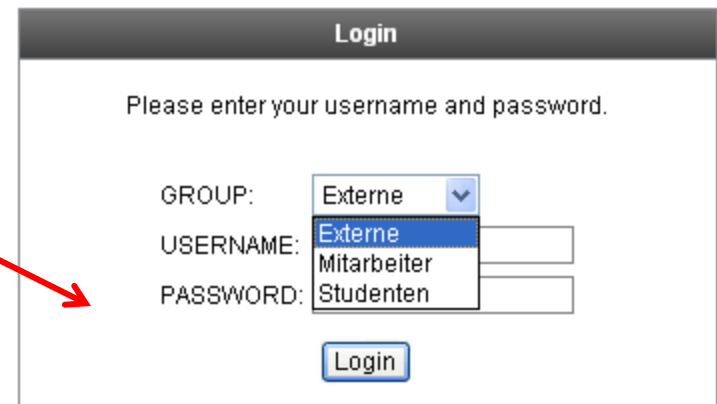 Login
Please enter your username and password.
GROUP: Externe
Externe
USERNAME:
Mitarbeiter
PASSWORD: Studenten
Login